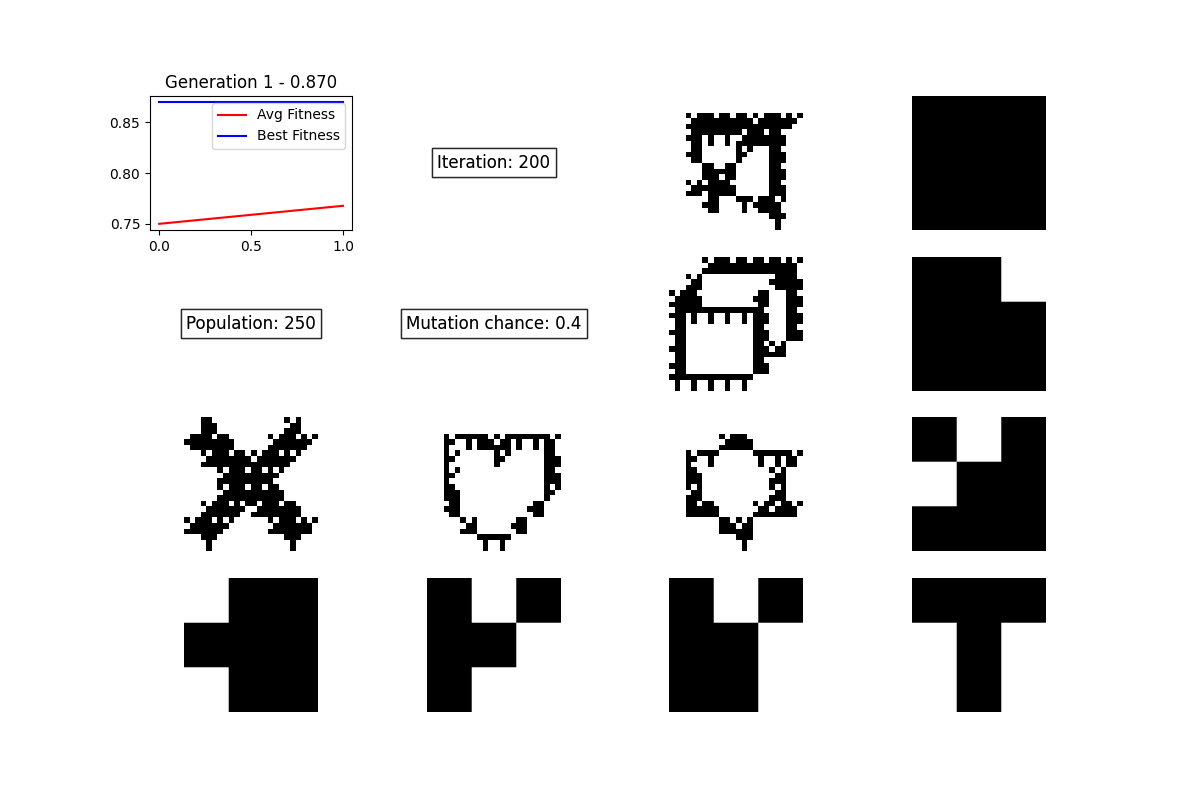 Generation 1 - 0.870
0.85
0.80
0.75
Avg Fitness
Best Fitness
0.0 0.5 1.0
Iteration: 200
Population: 250
Mutation chance: 0.4